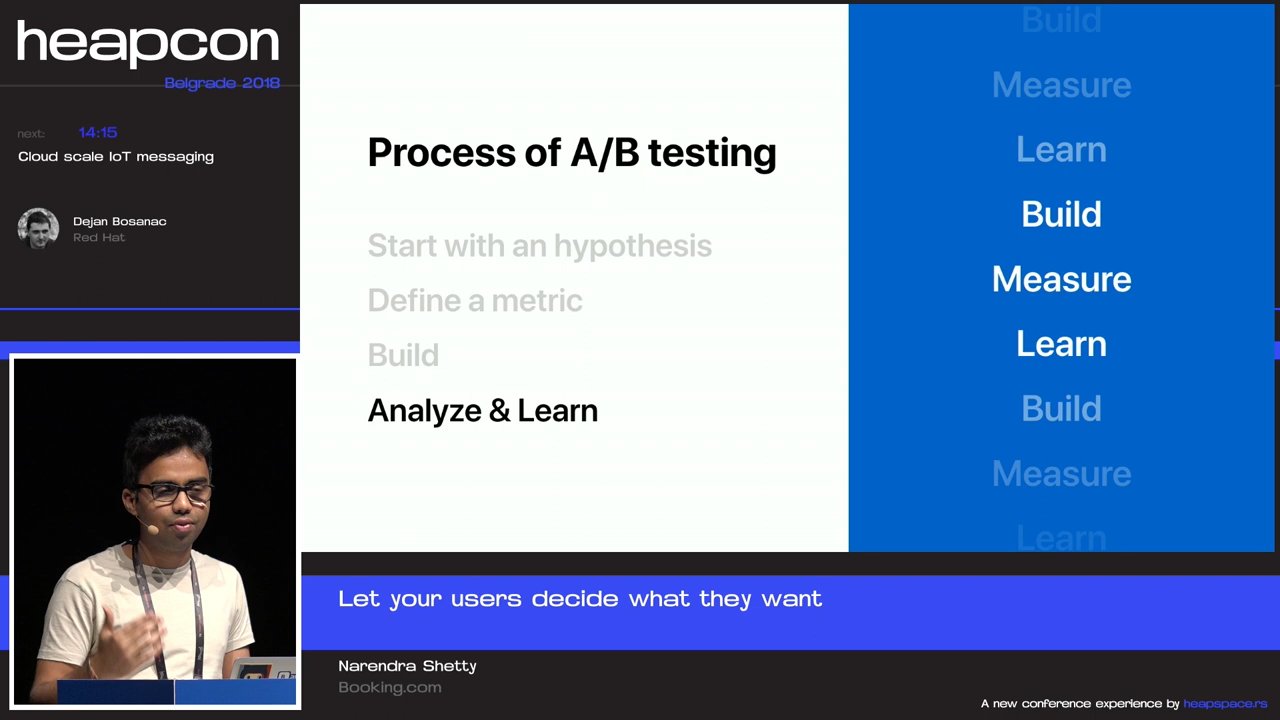 heapcon
Belgrade 2018
next: 14:15
Cloud scale IoT messaging
Dejan Bosanac
Red Hat
Process of A/B testing
Start with an hypothesis
Define a metric
Build
Analyze & Learn
Build
Measure
Learn
Build
Measure
Learn
Build
Measure
Learn
Let your users decide what they want
Narendra Shetty
Booking.com
A new conference experience by heapspace.rs